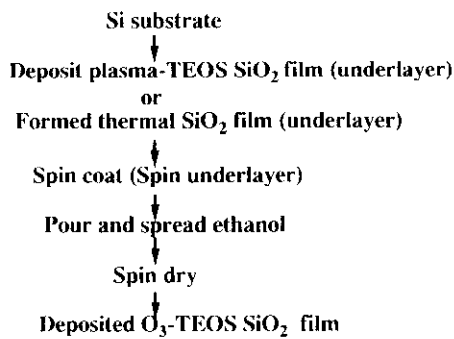 Si substrate
Deposit plasma-TEOS SiO₂ film (underlayer)
or
Formed thermal SiO₂ film (underlayer)
Spin coat (Spin underlayer)
Pour and spread ethanol
Spin dry
Deposited O₃-TEOS SiO₂ film